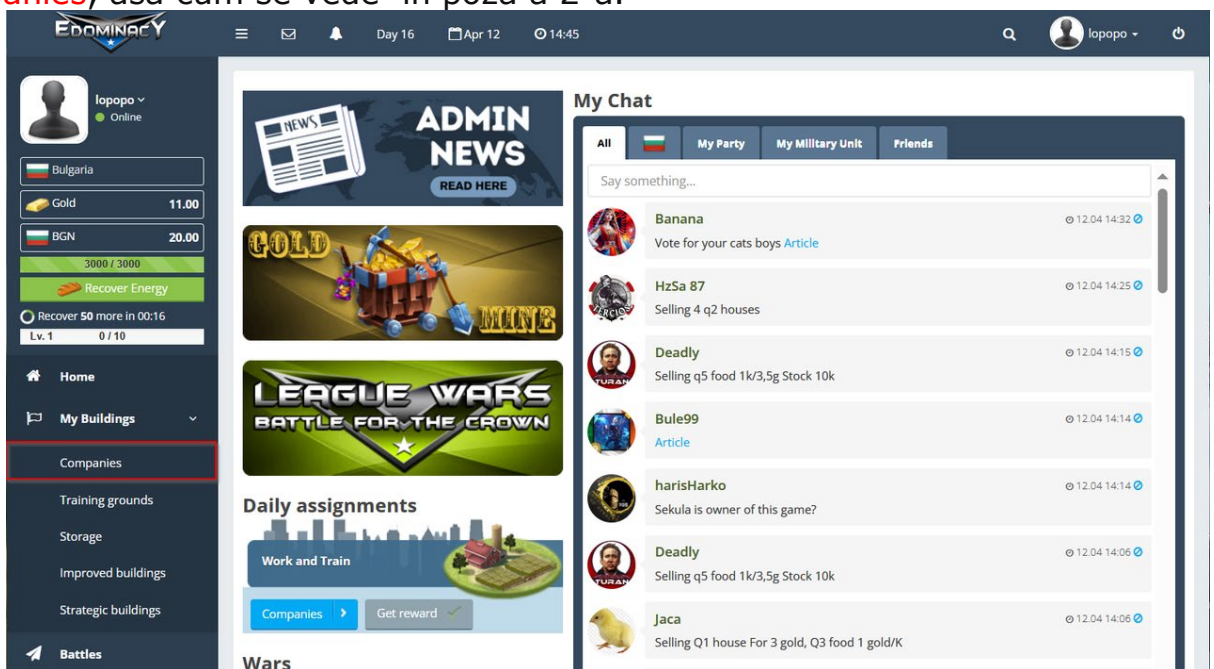 anies, așa cum se vede în poza a 2-a.
EDOMINACY
Day 16 Apr 12 14:45
lopopo
lopopo
Online
Bulgaria
Gold 11.00
BGN 20.00
3000 / 3000
Recover Energy
Recover 50 more in 00:16
Lv. 1 0 / 10
Home
My Buildings
Companies
Training grounds
Storage
Improved buildings
Strategic buildings
Battles
NEWS
ADMIN
NEWS
READ HERE
GOLD
MINE
LEAGUE WARS
BATTLE FOR THE CROWN
Daily assignments
Work and Train
Companies Get reward
Wars
My Chat
All My Party My Military Unit Friends
Say something...
Banana 12.04 14:32
Vote for your cats boys Article
HzSa 87 12.04 14:25
Selling 4 q2 houses
TERCIOS
Deadly 12.04 14:15
Selling q5 food 1k/3,5g Stock 10k
TURAN
Bule99 12.04 14:14
Article
harisHarko 12.04 14:14
Sekula is owner of this game?
Deadly 12.04 14:06
Selling q5 food 1k/3,5g Stock 10k
TURAN
Jaca 12.04 14:06
Selling Q1 house For 3 gold, Q3 food 1 gold/K